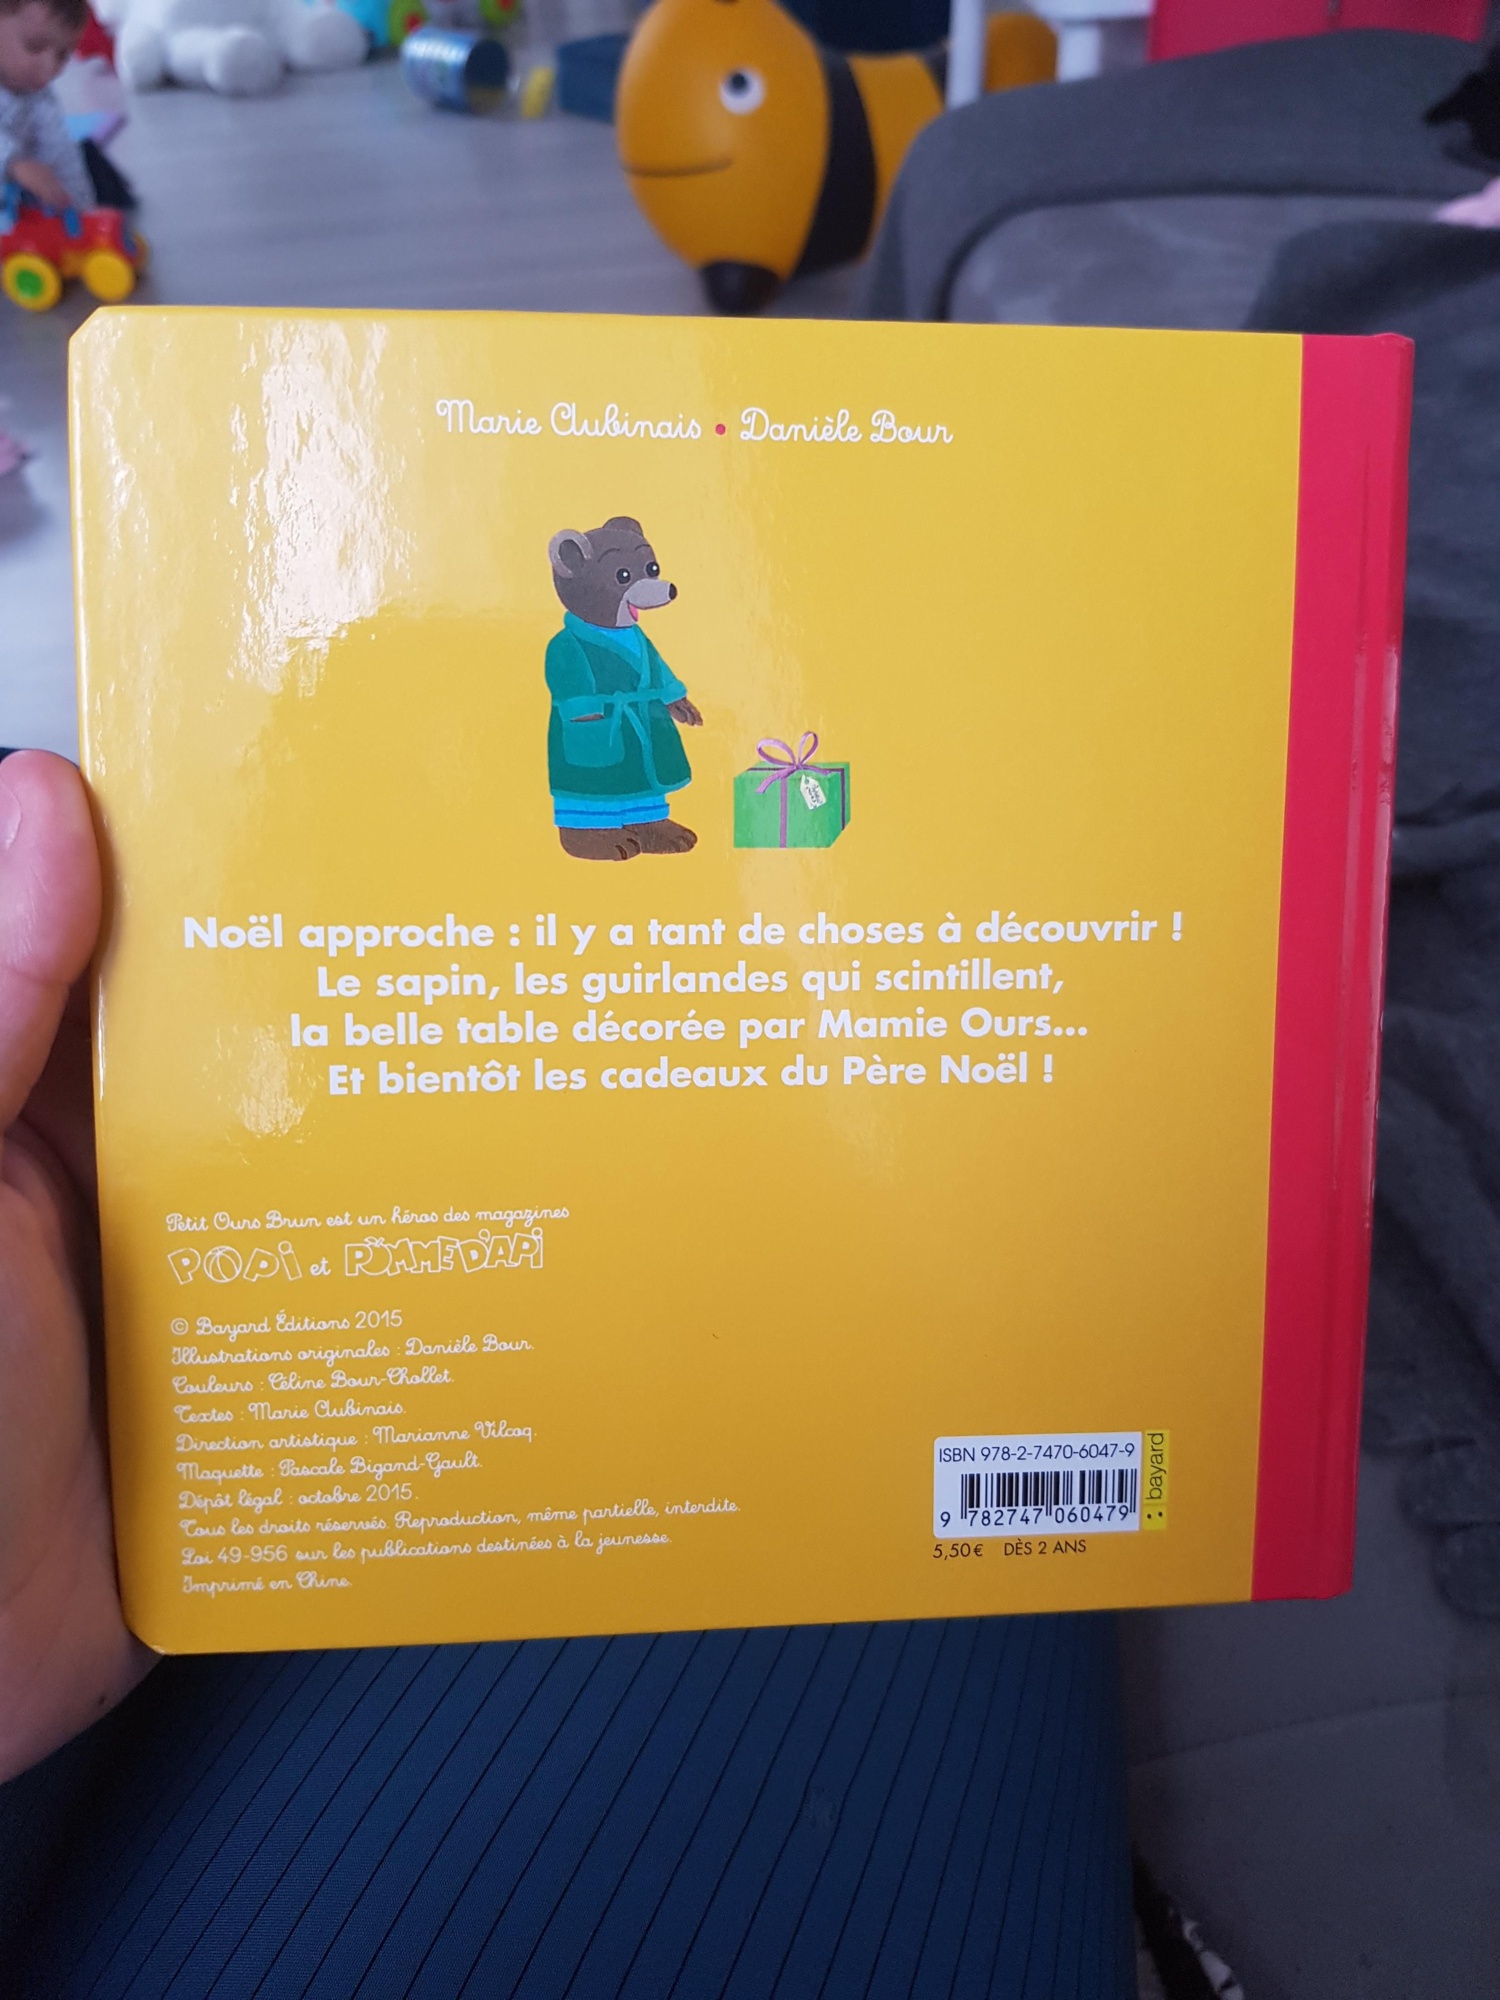 Marie Aubinais • Danièle Bour
Noël approche : il y a tant de choses à découvrir !
Le sapin, les guirlandes qui scintillent,
la belle table décorée par Mamie Ours...
Et bientôt les cadeaux du Père Noël !
Petit Ours Brun est un héros des magazines
POPi et POMME D'API
© Bayard Éditions 2015
Illustrations originales : Danièle Bour.
Couleurs : Céline Bour-Chollet.
Textes : Marie Aubinais.
Direction artistique : Marianne Vilcoq.
Maquette : Pascale Bigand-Gault.
Dépôt légal : octobre 2015.
Tous les droits réservés. Reproduction, même partielle, interdite.
Loi 49-956 sur les publications destinées à la jeunesse.
Imprimé en Chine.
ISBN 978-2-7470-6047-9
9 782747 060479
bayard
5,50 € DÈS 2 ANS